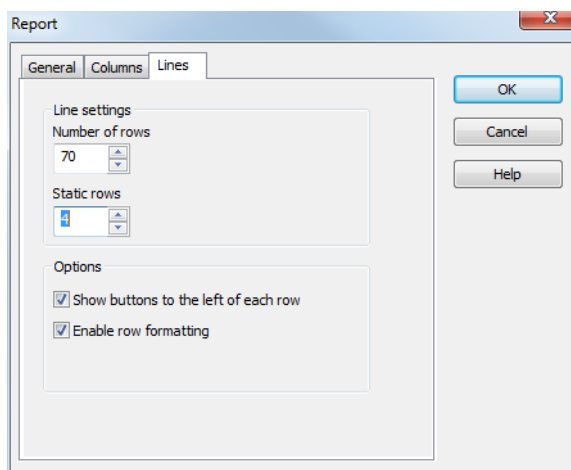 Report
General Columns Lines
Line settings
Number of rows
70
Static rows
4
Options
Show buttons to the left of each row
Enable row formatting
OK
Cancel
Help